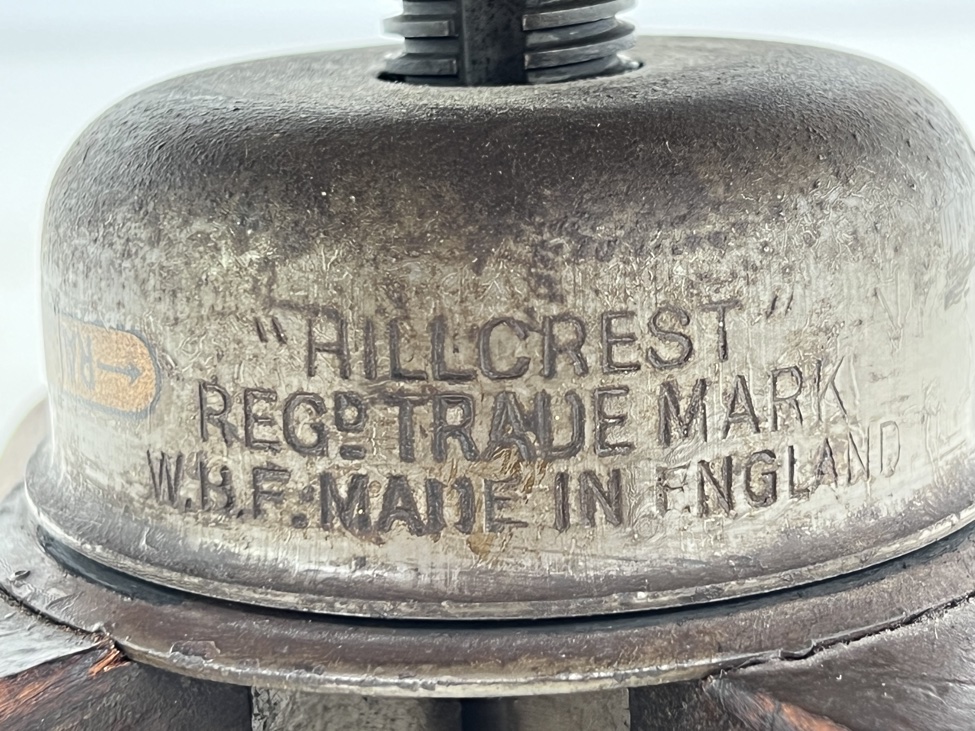 "HILLCREST"
REGD TRADE MARK
W.B.F. MADE IN ENGLAND